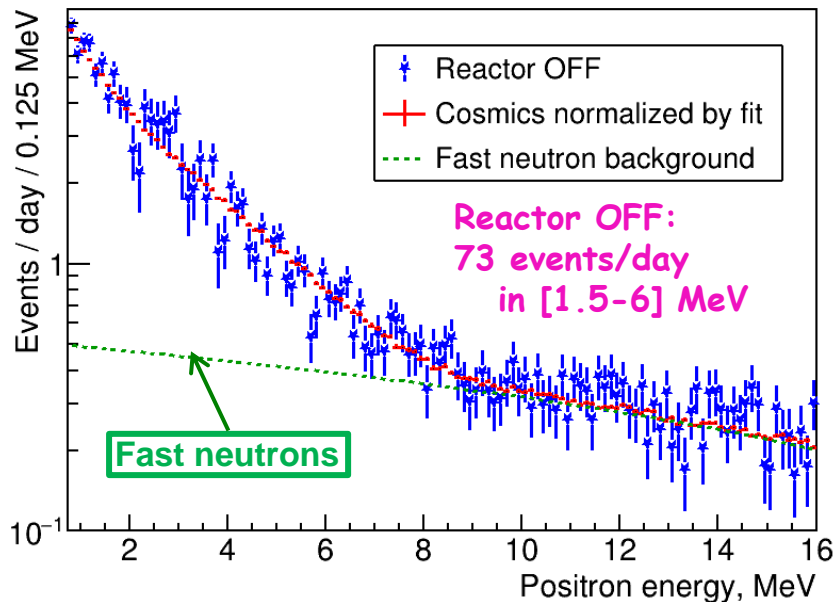 Events / day / 0.125 MeV
1
10⁻¹
Reactor OFF
Cosmics normalized by fit
Fast neutron background
Reactor OFF:
73 events/day
in [1.5-6] MeV
Fast neutrons
2 4 6 8 10 12 14 16
Positron energy, MeV